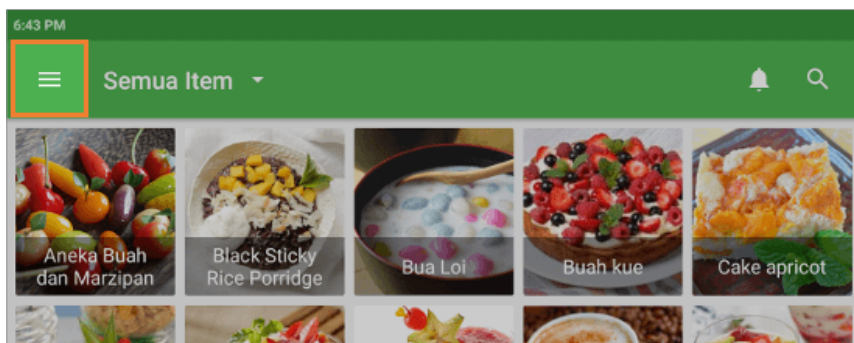 6:43 PM
Semua Item
Aneka Buah
dan Marzipan
Black Sticky
Rice Porridge
Bua Loi
Buah kue
Cake apricot